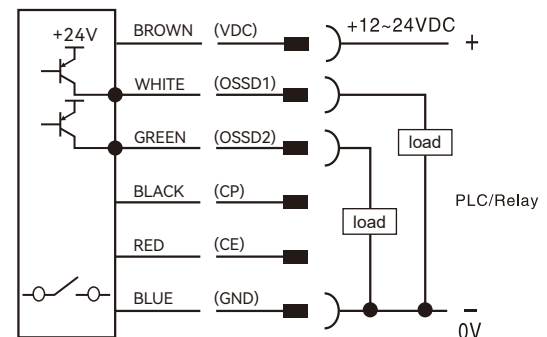 +24V
BROWN (VDC) +12~24VDC +
WHITE (OSSD1)
load
GREEN (OSSD2)
BLACK (CP)
load
PLC/Relay
RED (CE)
BLUE (GND) −
0V